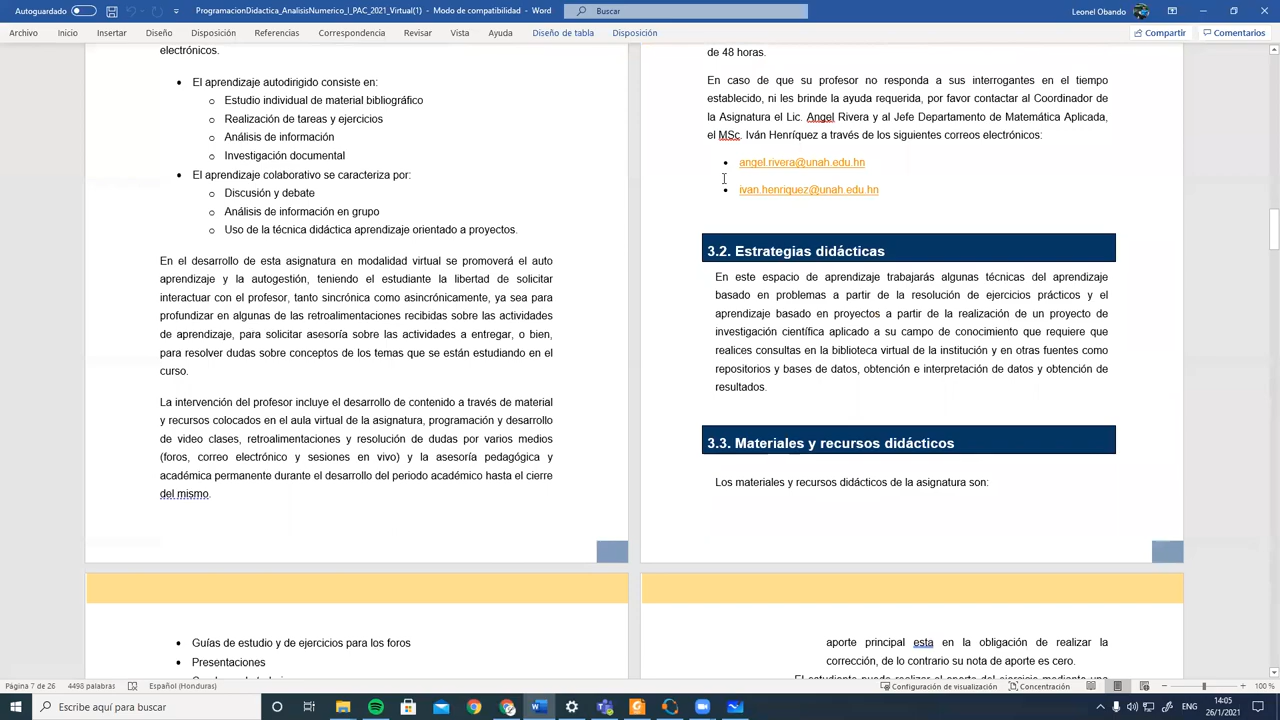 Autoguardado
ProgramacionDidactica_AnalisisNumerico_I_PAC_2021_Virtual(1) - Modo de compatibilidad - Word
Buscar
Leonel Obando
Archivo Inicio Insertar Diseño Disposición Referencias Correspondencia Revisar Vista Ayuda Diseño de tabla Disposición
Compartir Comentarios
electrónicos.
• El aprendizaje autodirigido consiste en:
o Estudio individual de material bibliográfico
o Realización de tareas y ejercicios
o Análisis de información
o Investigación documental
• El aprendizaje colaborativo se caracteriza por:
o Discusión y debate
o Análisis de información en grupo
o Uso de la técnica didáctica aprendizaje orientado a proyectos.
En el desarrollo de esta asignatura en modalidad virtual se promoverá el auto
aprendizaje y la autogestión, teniendo el estudiante la libertad de solicitar
interactuar con el profesor, tanto sincrónica como asincrónicamente, ya sea para
profundizar en algunas de las retroalimentaciones recibidas sobre las actividades
de aprendizaje, para solicitar asesoría sobre las actividades a entregar, o bien,
para resolver dudas sobre conceptos de los temas que se están estudiando en el
curso.
La intervención del profesor incluye el desarrollo de contenido a través de material
y recursos colocados en el aula virtual de la asignatura, programación y desarrollo
de video clases, retroalimentaciones y resolución de dudas por varios medios
(foros, correo electrónico y sesiones en vivo) y la asesoría pedagógica y
académica permanente durante el desarrollo del periodo académico hasta el cierre
del mismo.
de 48 horas.
En caso de que su profesor no responda a sus interrogantes en el tiempo
establecido, ni les brinde la ayuda requerida, por favor contactar al Coordinador de
la Asignatura el Lic. Angel Rivera y al Jefe Departamento de Matemática Aplicada,
el MSc. Iván Henríquez a través de los siguientes correos electrónicos:
• angel.rivera@unah.edu.hn
• ivan.henriquez@unah.edu.hn
3.2. Estrategias didácticas
En este espacio de aprendizaje trabajarás algunas técnicas del aprendizaje
basado en problemas a partir de la resolución de ejercicios prácticos y el
aprendizaje basado en proyectos a partir de la realización de un proyecto de
investigación científica aplicado a su campo de conocimiento que requiere que
realices consultas en la biblioteca virtual de la institución y en otras fuentes como
repositorios y bases de datos, obtención e interpretación de datos y obtención de
resultados.
3.3. Materiales y recursos didácticos
Los materiales y recursos didácticos de la asignatura son:
• Guías de estudio y de ejercicios para los foros
• Presentaciones
aporte principal esta en la obligación de realizar la
corrección, de lo contrario su nota de aporte es cero.
Página 7 de 26 4498 palabras Español (Honduras)
Configuración de visualización Concentración 100 %
Escribe aquí para buscar
ENG
14:05
26/1/2021